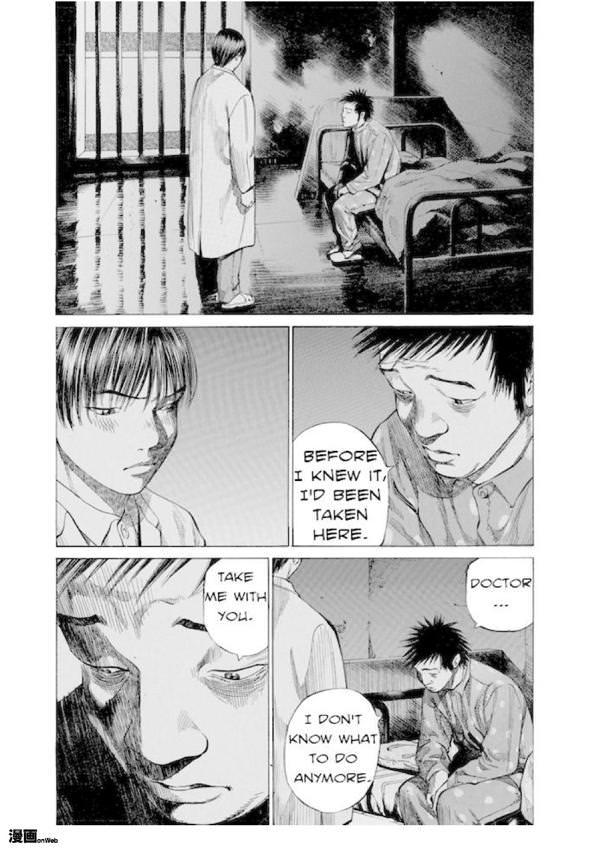 BEFORE
I KNEW IT,
I'D BEEN
TAKEN
HERE.
DOCTOR
...
I DON'T
KNOW WHAT
TO DO
ANYMORE.
TAKE
ME WITH
YOU.
漫画onWeb